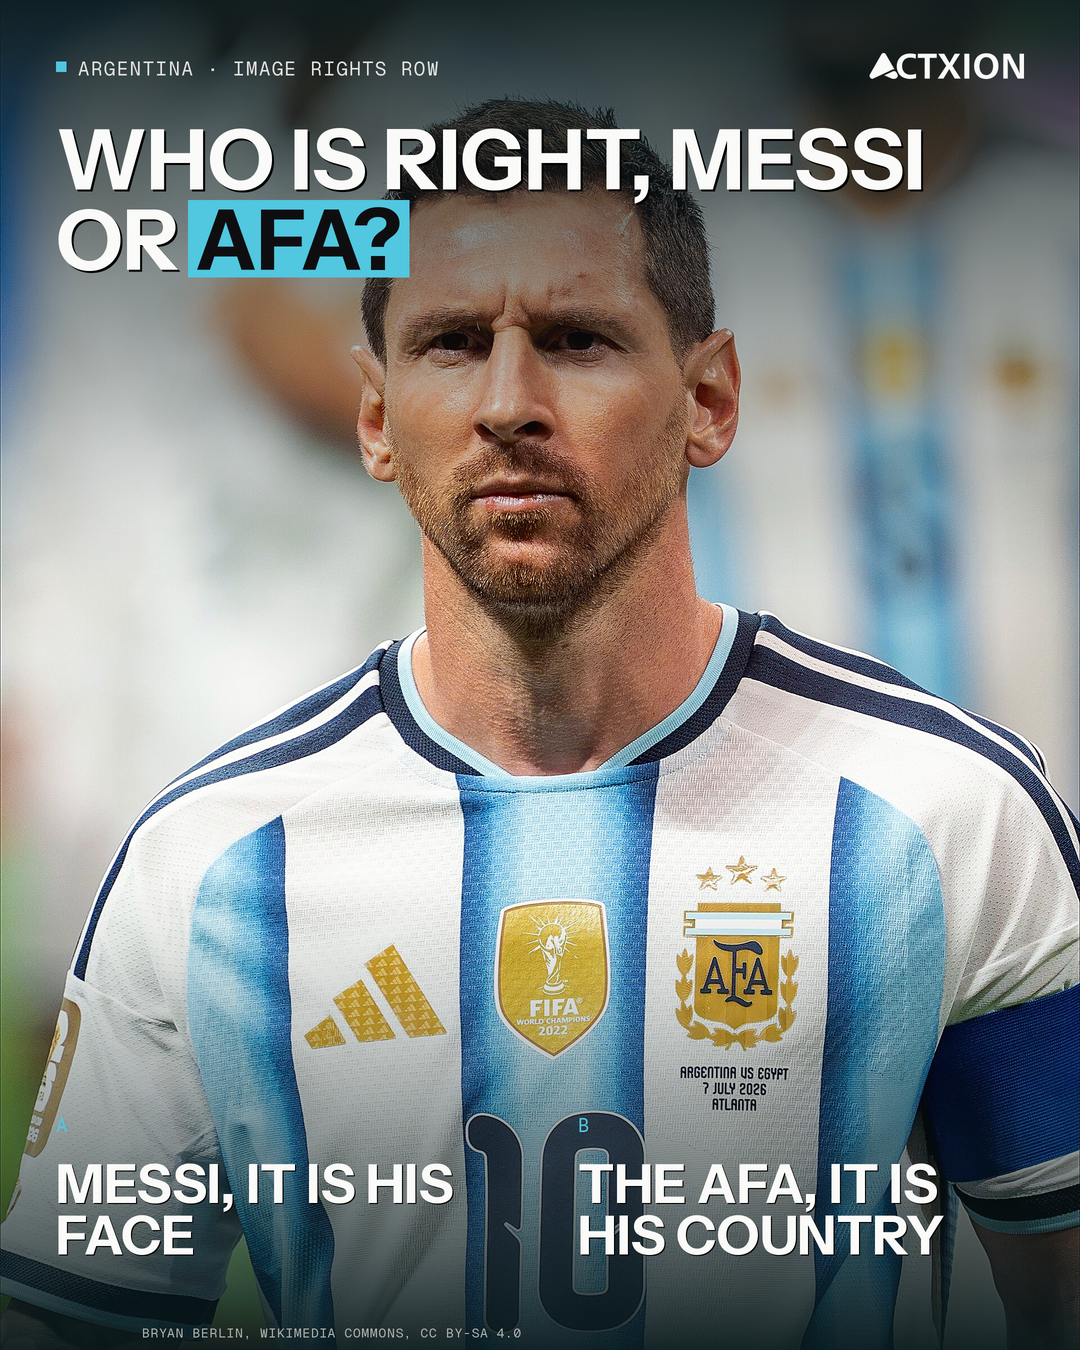 ARGENTINA · IMAGE RIGHTS ROW
ACTXION
WHO IS RIGHT, MESSI
OR AFA?
FIFA®
WORLD CHAMPIONS
2022
AFA
ARGENTINA VS EGYPT
7 JULY 2026
ATLANTA
10
A
MESSI, IT IS HIS
FACE
B
THE AFA, IT IS
HIS COUNTRY
BRYAN BERLIN, WIKIMEDIA COMMONS, CC BY-SA 4.0